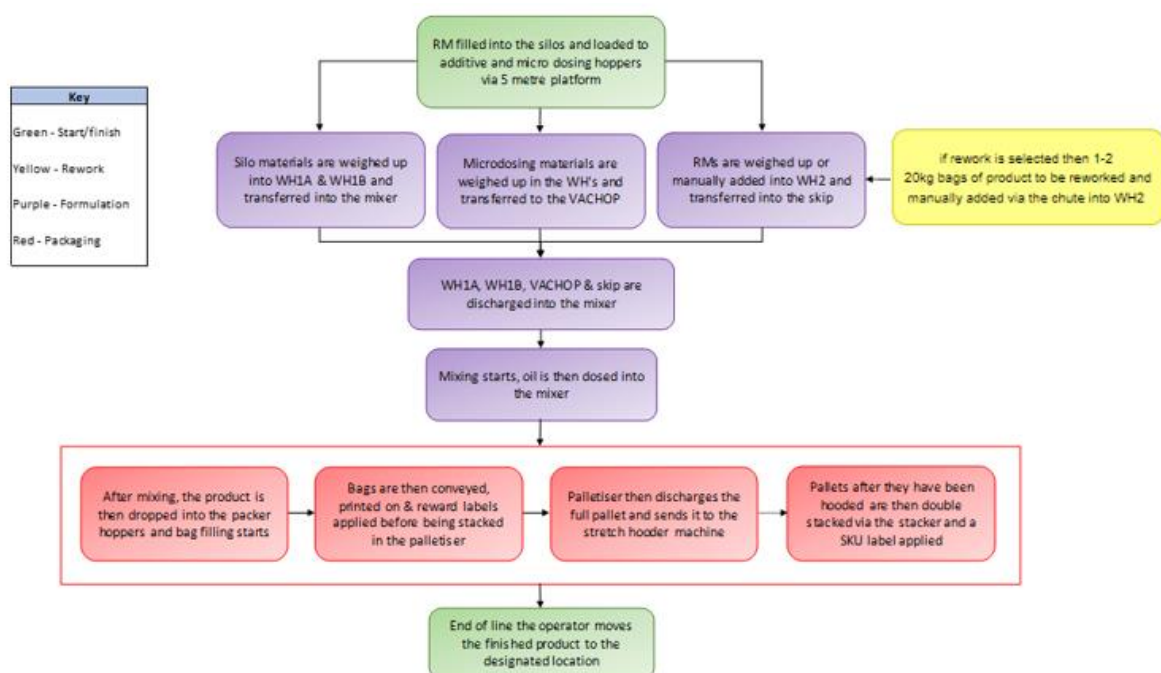 RM filled into the silos and loaded to
additive and micro dosing hoppers
via 5 metre platform
Key
Green - Start/finish
Yellow - Rework
Purple - Formulation
Red - Packaging
Silo materials are weighed up
into WH1A & WH1B and
transferred into the mixer
Microdosing materials are
weighed up in the WH's and
transferred to the VACHOP
RMs are weighed up or
manually added into WH2 and
transferred into the skip
if rework is selected then 1-2
20kg bags of product to be reworked and
manually added via the chute into WH2
WH1A, WH1B, VACHOP & skip are
discharged into the mixer
Mixing starts, oil is then dosed into
the mixer
After mixing, the product is
then dropped into the packer
hoppers and bag filling starts
Bags are then conveyed,
printed on & reward labels
applied before being stacked
in the palletiser
Palletiser then discharges the
full pallet and sends it to the
stretch hooder machine
Pallets after they have been
hooded are then double
stacked via the stacker and a
SKU label applied
End of line the operator moves
the finished product to the
designated location